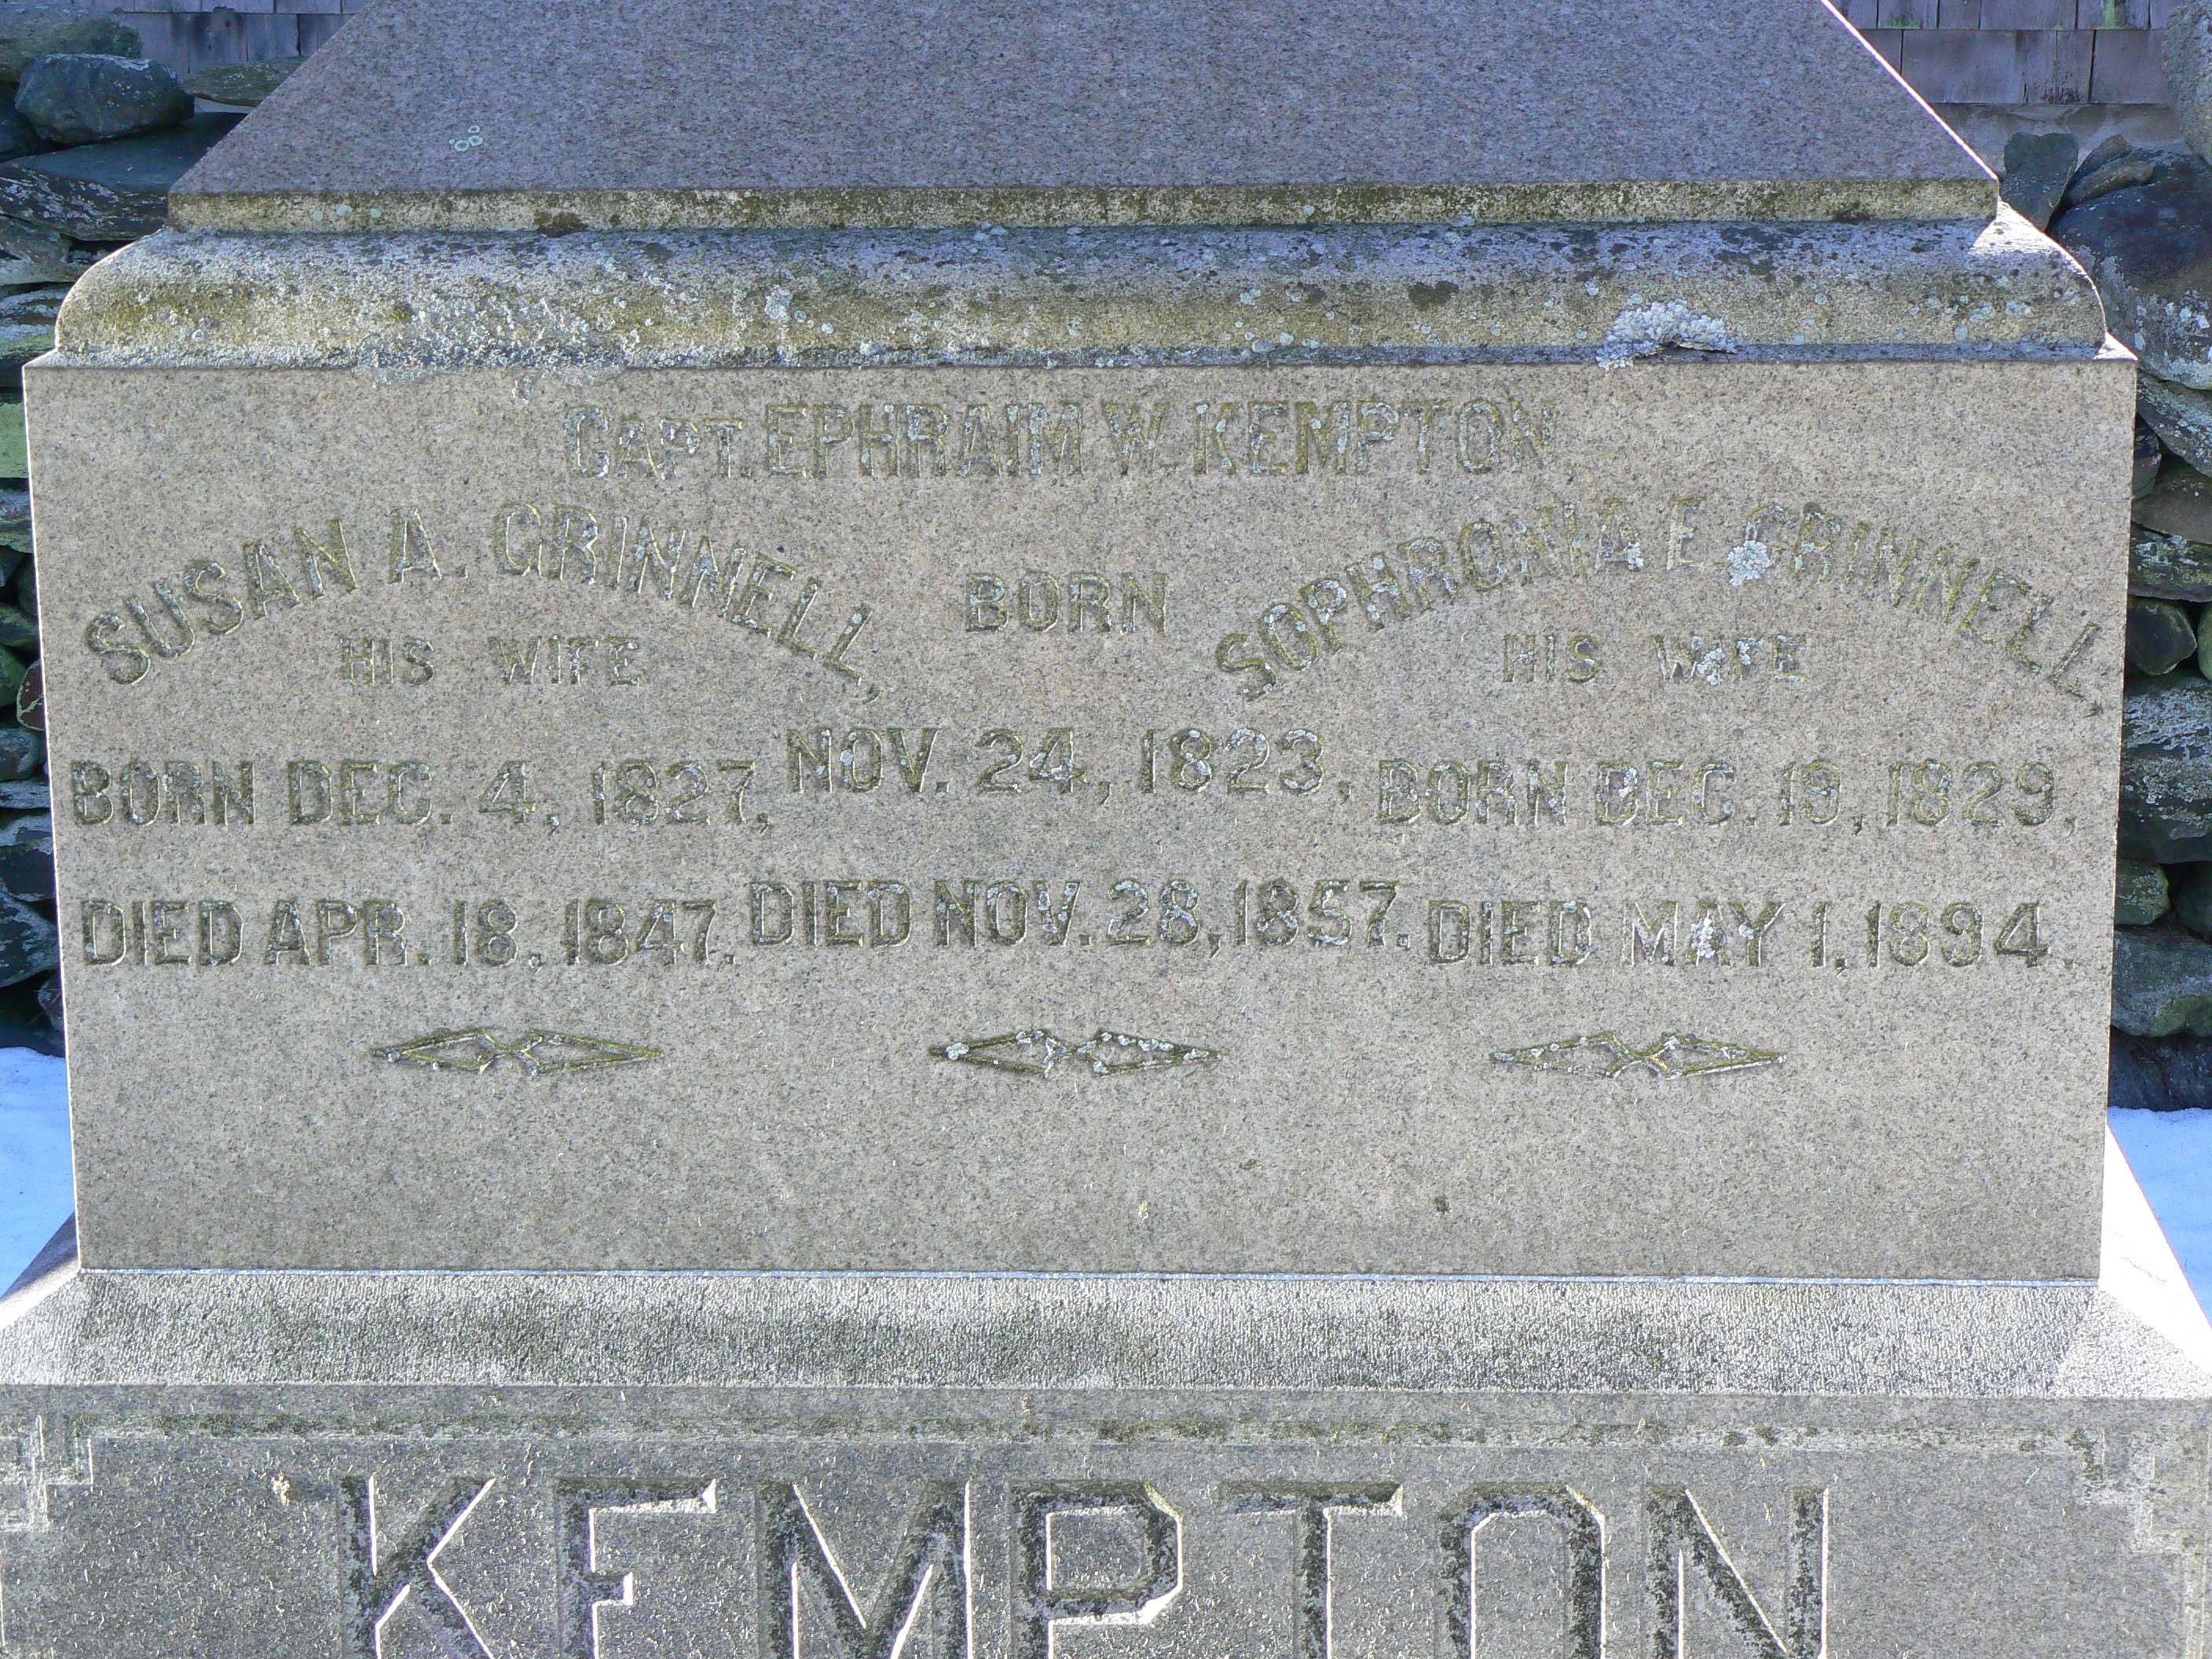 CAPT. EPHRAIM W. KEMPTON,
SUSAN A. GRINNELL,
HIS WIFE
BORN DEC. 4, 1827,
DIED APR. 18, 1847.
BORN
NOV. 24, 1823,
DIED NOV. 28, 1857.
SOPHRONIA E. GRINNELL,
HIS WIFE
BORN DEC. 19, 1829,
DIED MAY 1, 1894.
KEMPTON